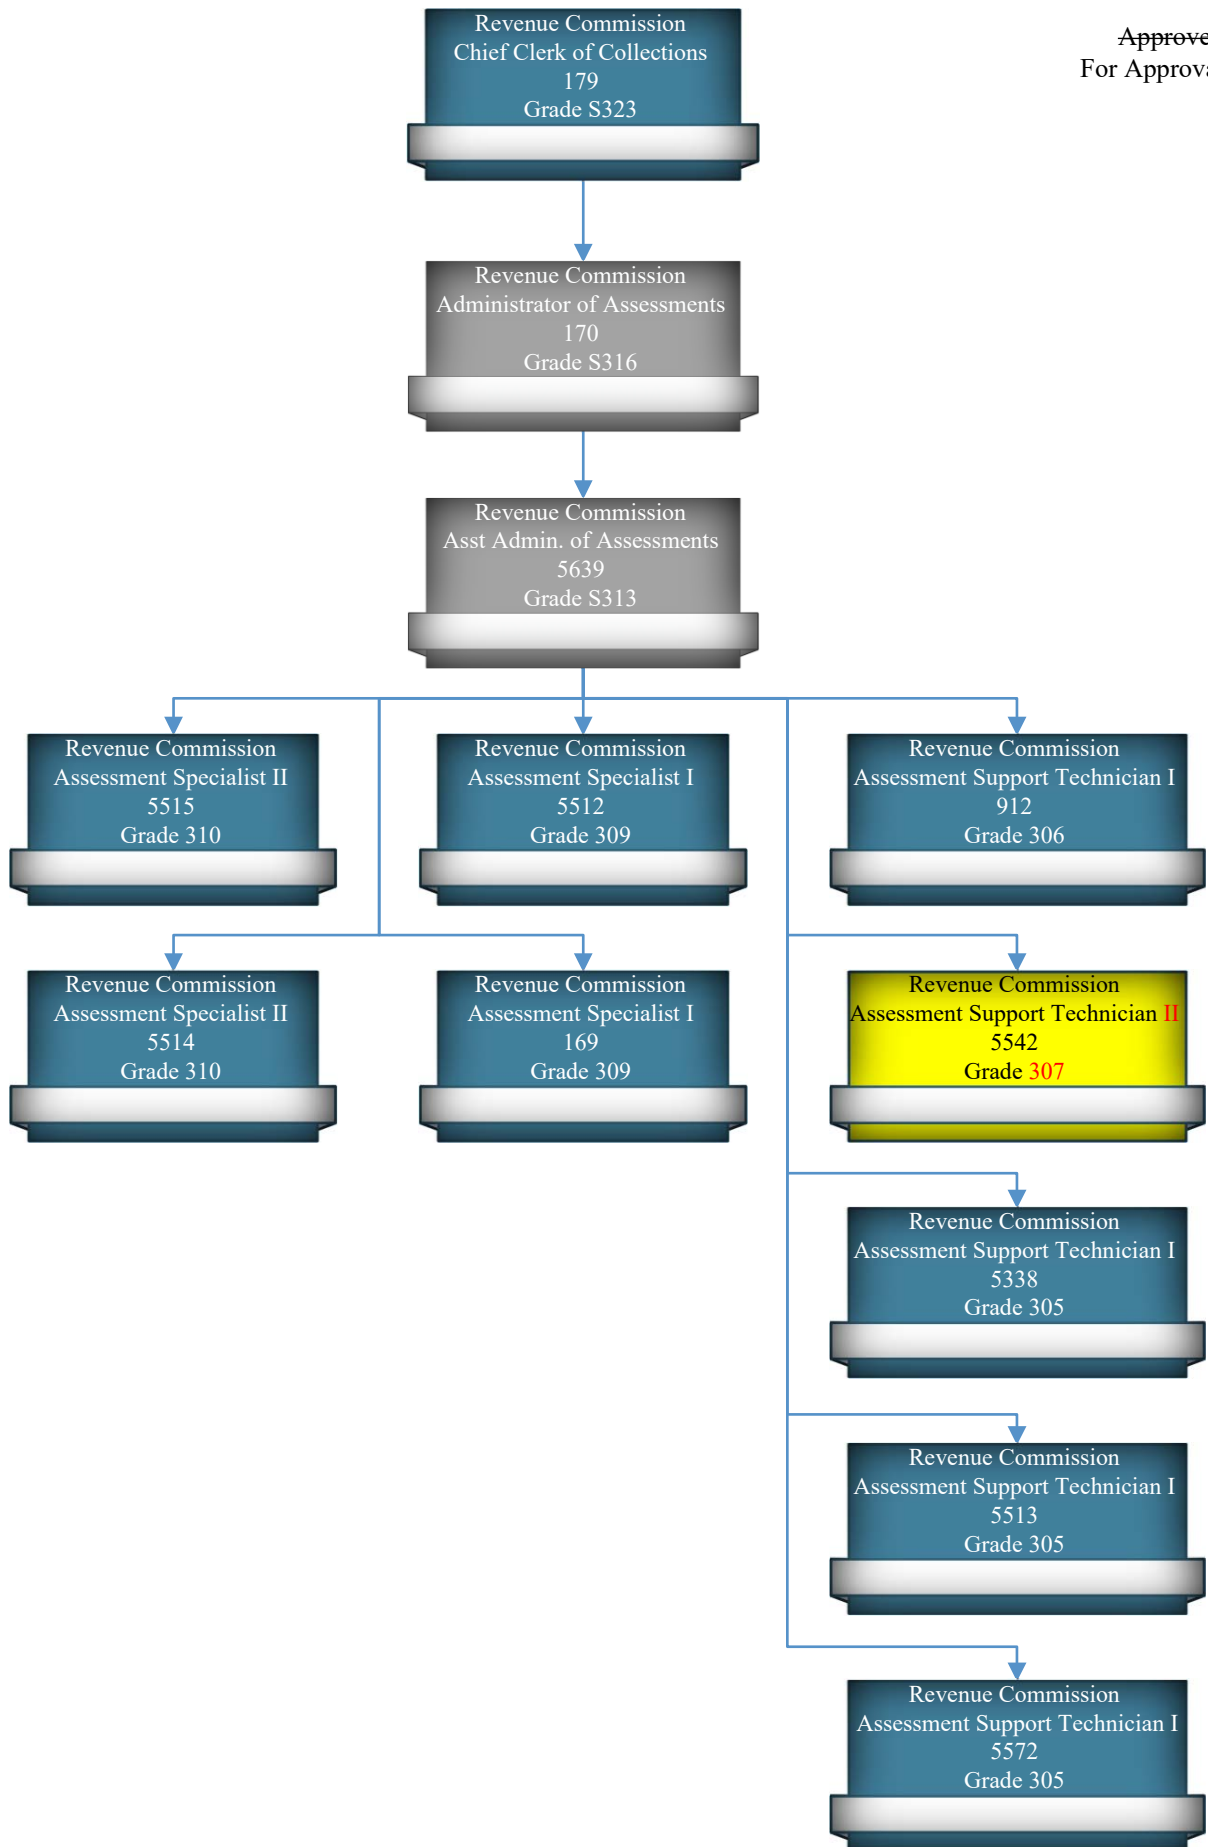 Revenue Commission
Chief Clerk of Collections
179
Grade S323
For Approva
Revenue Commission
Administrator of Assessments
170
Grade S316
Revenue Commission
Asst Admin. of Assessments
5639
Grade S313
Revenue Commission
Assessment Specialist II
5515
Grade 310
Revenue Commission
Assessment Specialist I
5512
Grade 309
Revenue Commission
Assessment Support Technician I
912
Grade 306
Revenue Commission
Assessment Specialist II
5514
Grade 310
Revenue Commission
Assessment Specialist I
169
Grade 309
Revenue Commission
Assessment Support Technician II
5542
Grade 307
Revenue Commission
Assessment Support Technician I
5338
Grade 305
Revenue Commission
Assessment Support Technician I
5513
Grade 305
Revenue Commission
Assessment Support Technician I
5572
Grade 305